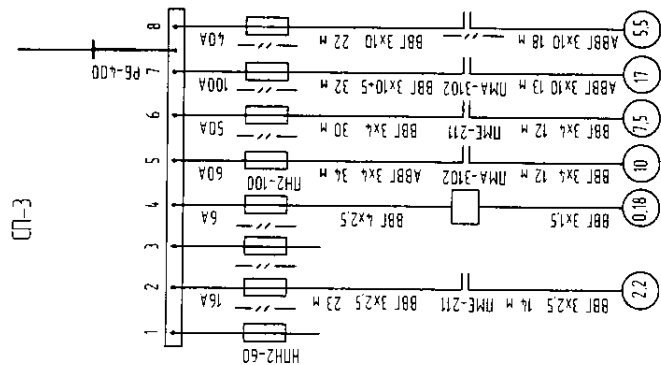 СП-3
РБ-400
1
НПН2-60
2
16А
ВВГ 3х2,5 23 м
ПМЕ-211
ВВГ 3х2,5 14 м
2,2
3
4
6А
ВВГ 4х2,5
ВВГ 3х1,5
0,18
5
60А
ПН2-100
АВВГ 3х4 34 м
ПМА-3102
ВВГ 3х4 12 м
10
6
50А
ВВГ 3х4 30 м
ПМЕ-211
ВВГ 3х4 12 м
7,5
7
100А
ВВГ 3х10+5 32 м
ПМА-3102
АВВГ 3х10 13 м
17
8
40А
ВВГ 3х10 22 м
АВВГ 3х10 18 м
5,5